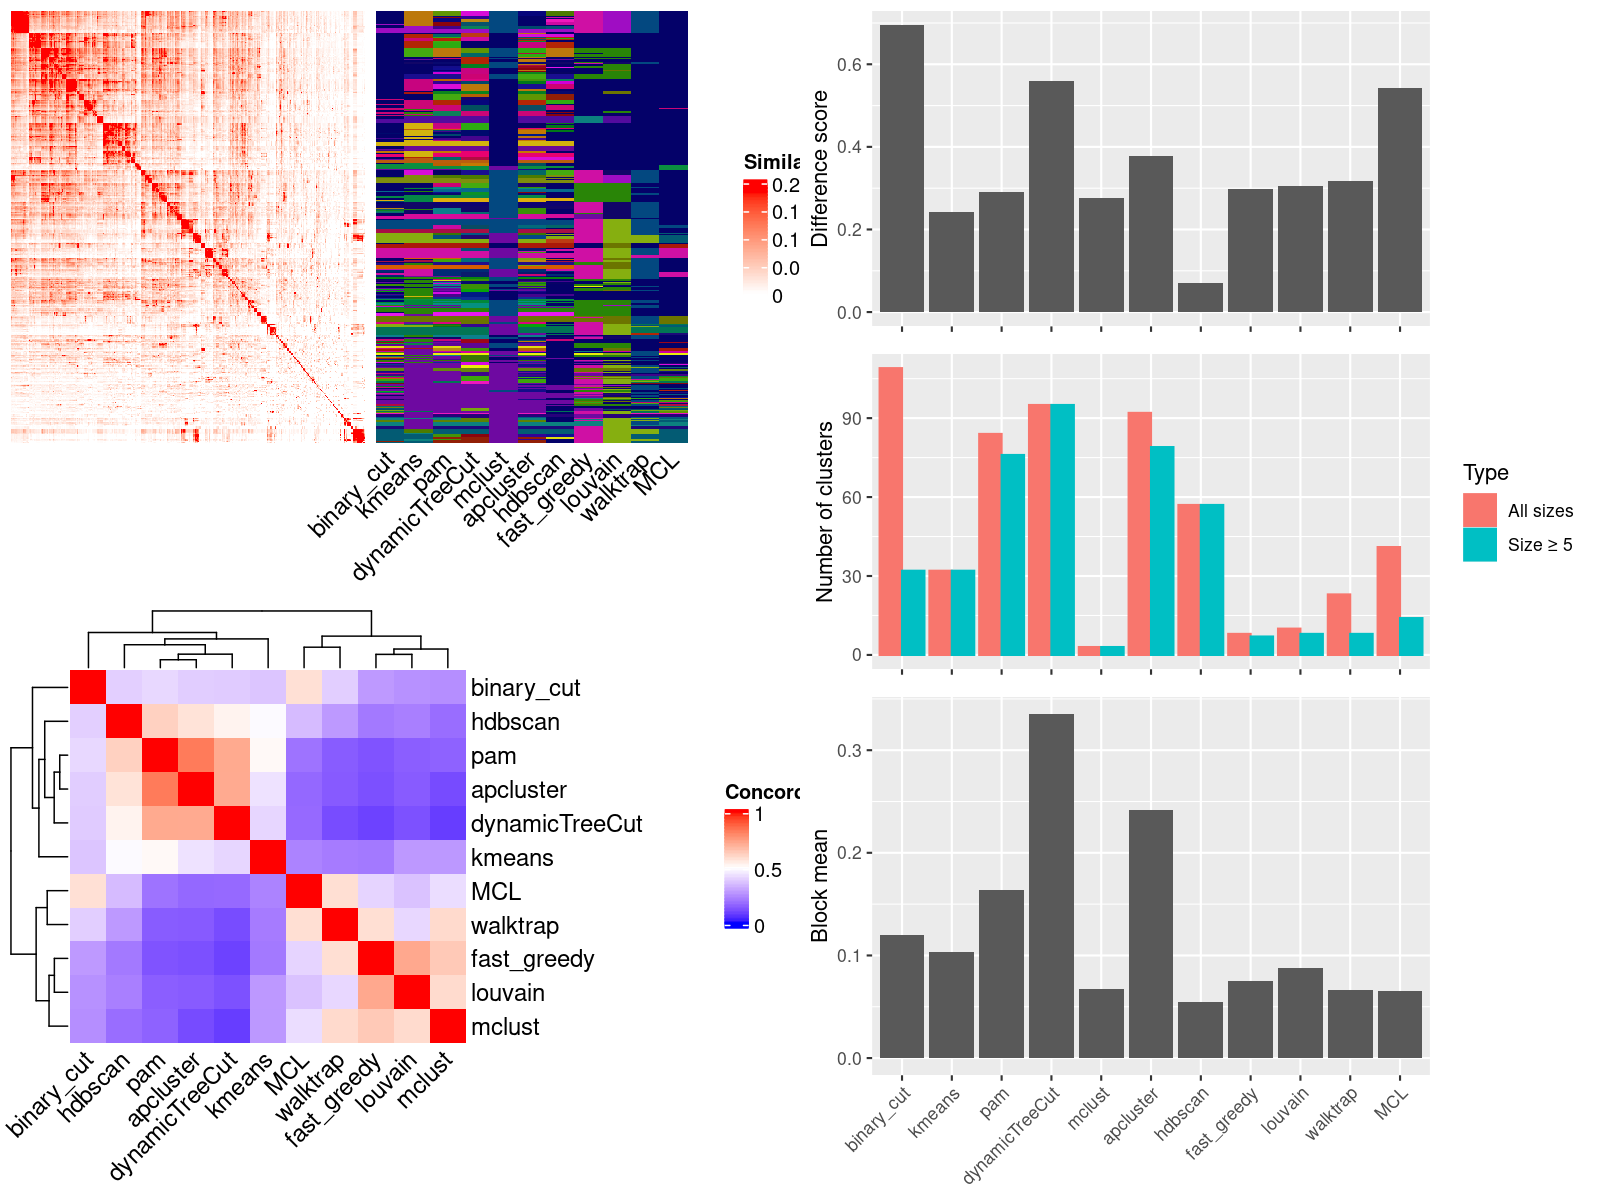 Simila
0.2
0.1
0.1
0.0
0
binary_cut
kmeans
pam
dynamicTreeCut
mclust
apcluster
hdbscan
fast_greedy
louvain
walktrap
MCL
binary_cut
hdbscan
pam
apcluster
dynamicTreeCut
kmeans
MCL
walktrap
fast_greedy
louvain
mclust
binary_cut
hdbscan
pam
apcluster
dynamicTreeCut
kmeans
MCL
walktrap
fast_greedy
louvain
mclust
Concord
1
0.5
0
Difference score
0.6
0.4
0.2
0.0
Number of clusters
90
60
30
0
Type
All sizes
Size ≥ 5
Block mean
0.3
0.2
0.1
0.0
binary_cut
kmeans
pam
dynamicTreeCut
mclust
apcluster
hdbscan
fast_greedy
louvain
walktrap
MCL